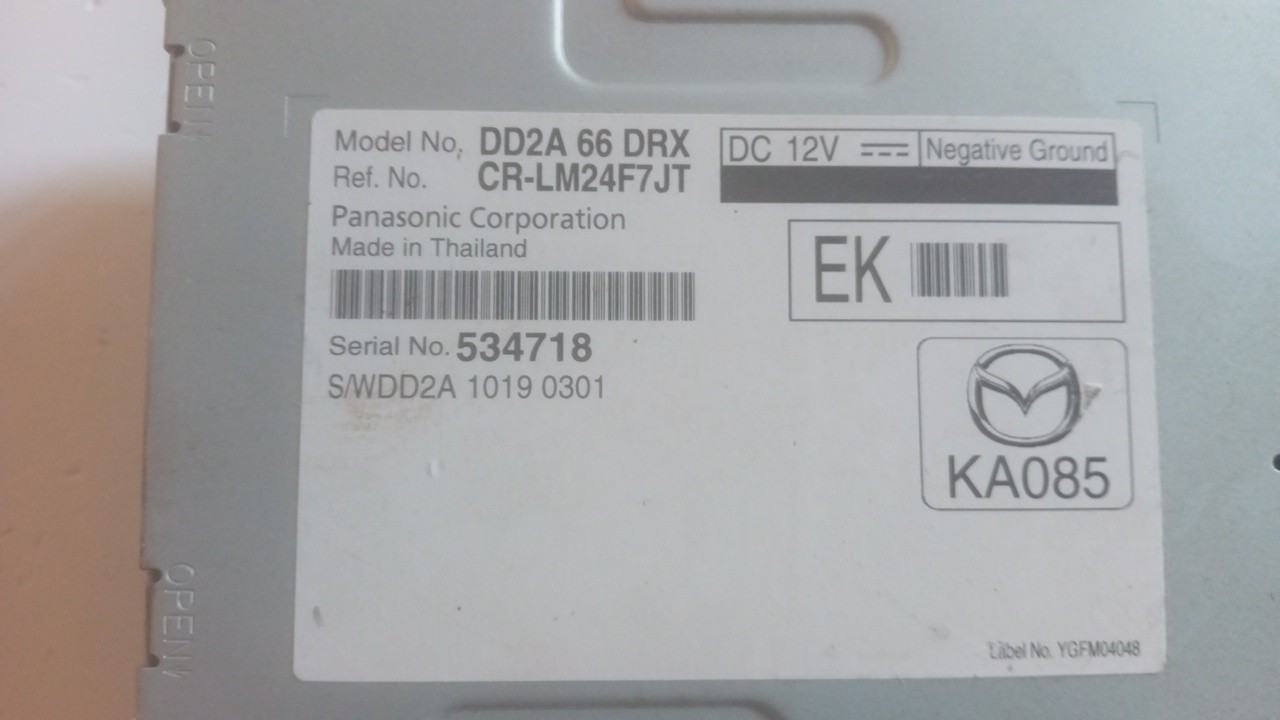 OPEN
Model No, DD2A 66 DRX
Ref. No. CR-LM24F7JT
Panasonic Corporation
Made in Thailand
Serial No. 534718
S/WDD2A 1019 0301
DC 12V
Negative Ground
EK
KA085
Label No. YGFM04048
OPEN